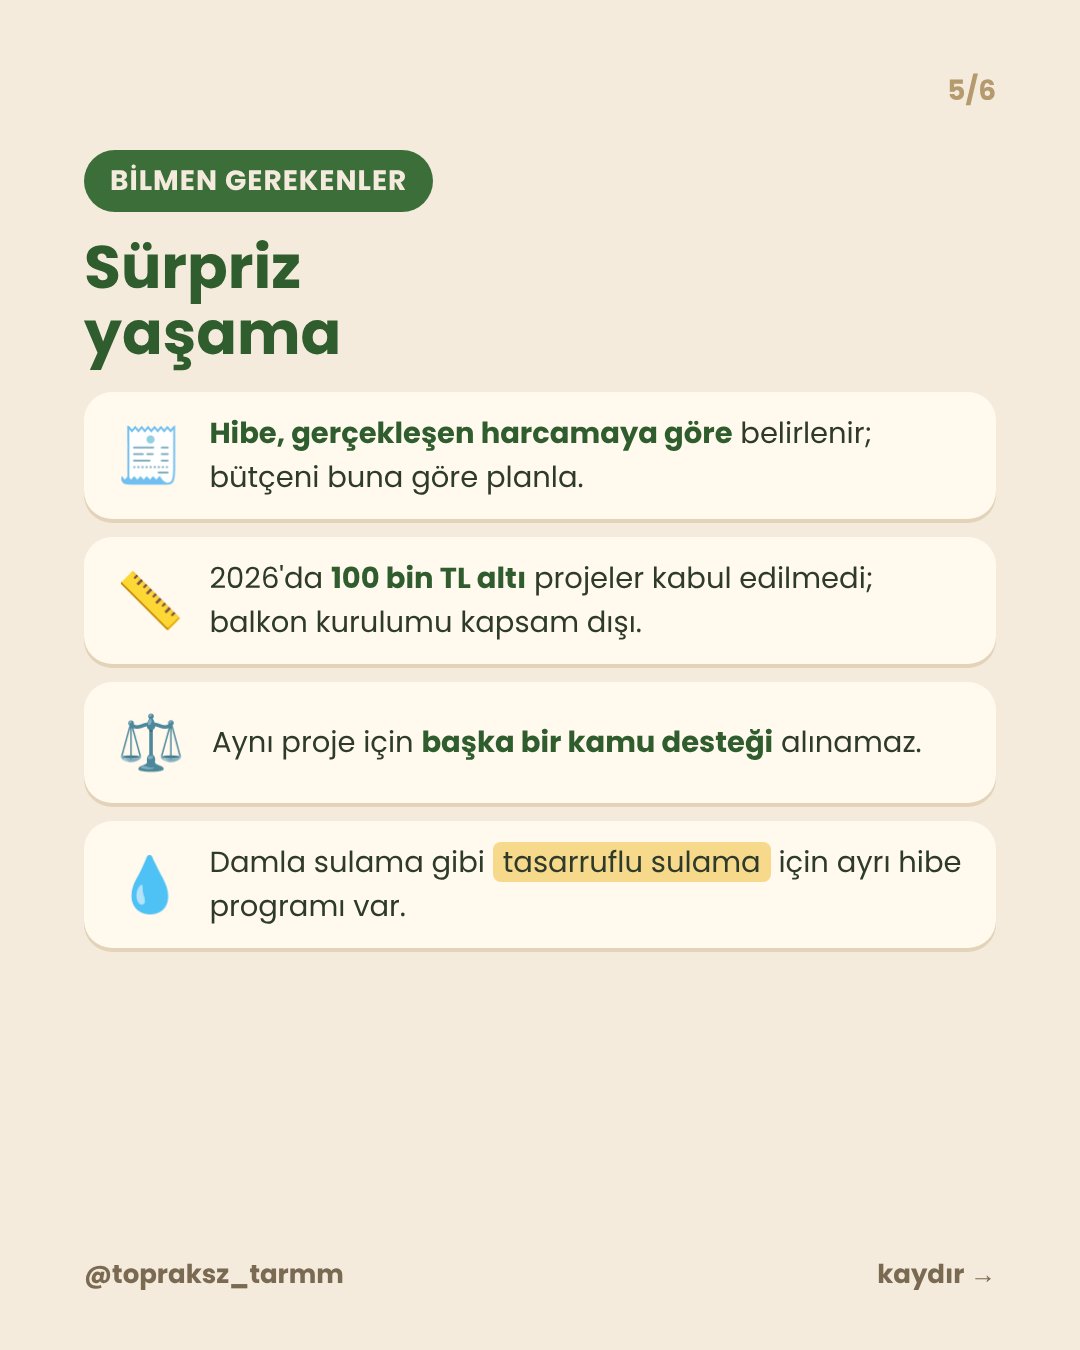 5/6
BİLMEN GEREKENLER
Sürpriz
yaşama
Hibe, gerçekleşen harcamaya göre belirlenir;
bütçeni buna göre planla.
2026'da 100 bin TL altı projeler kabul edilmedi;
balkon kurulumu kapsam dışı.
Aynı proje için başka bir kamu desteği alınamaz.
Damla sulama gibi tasarruflu sulama için ayrı hibe
programı var.
@topraksz_tarmm
kaydır →